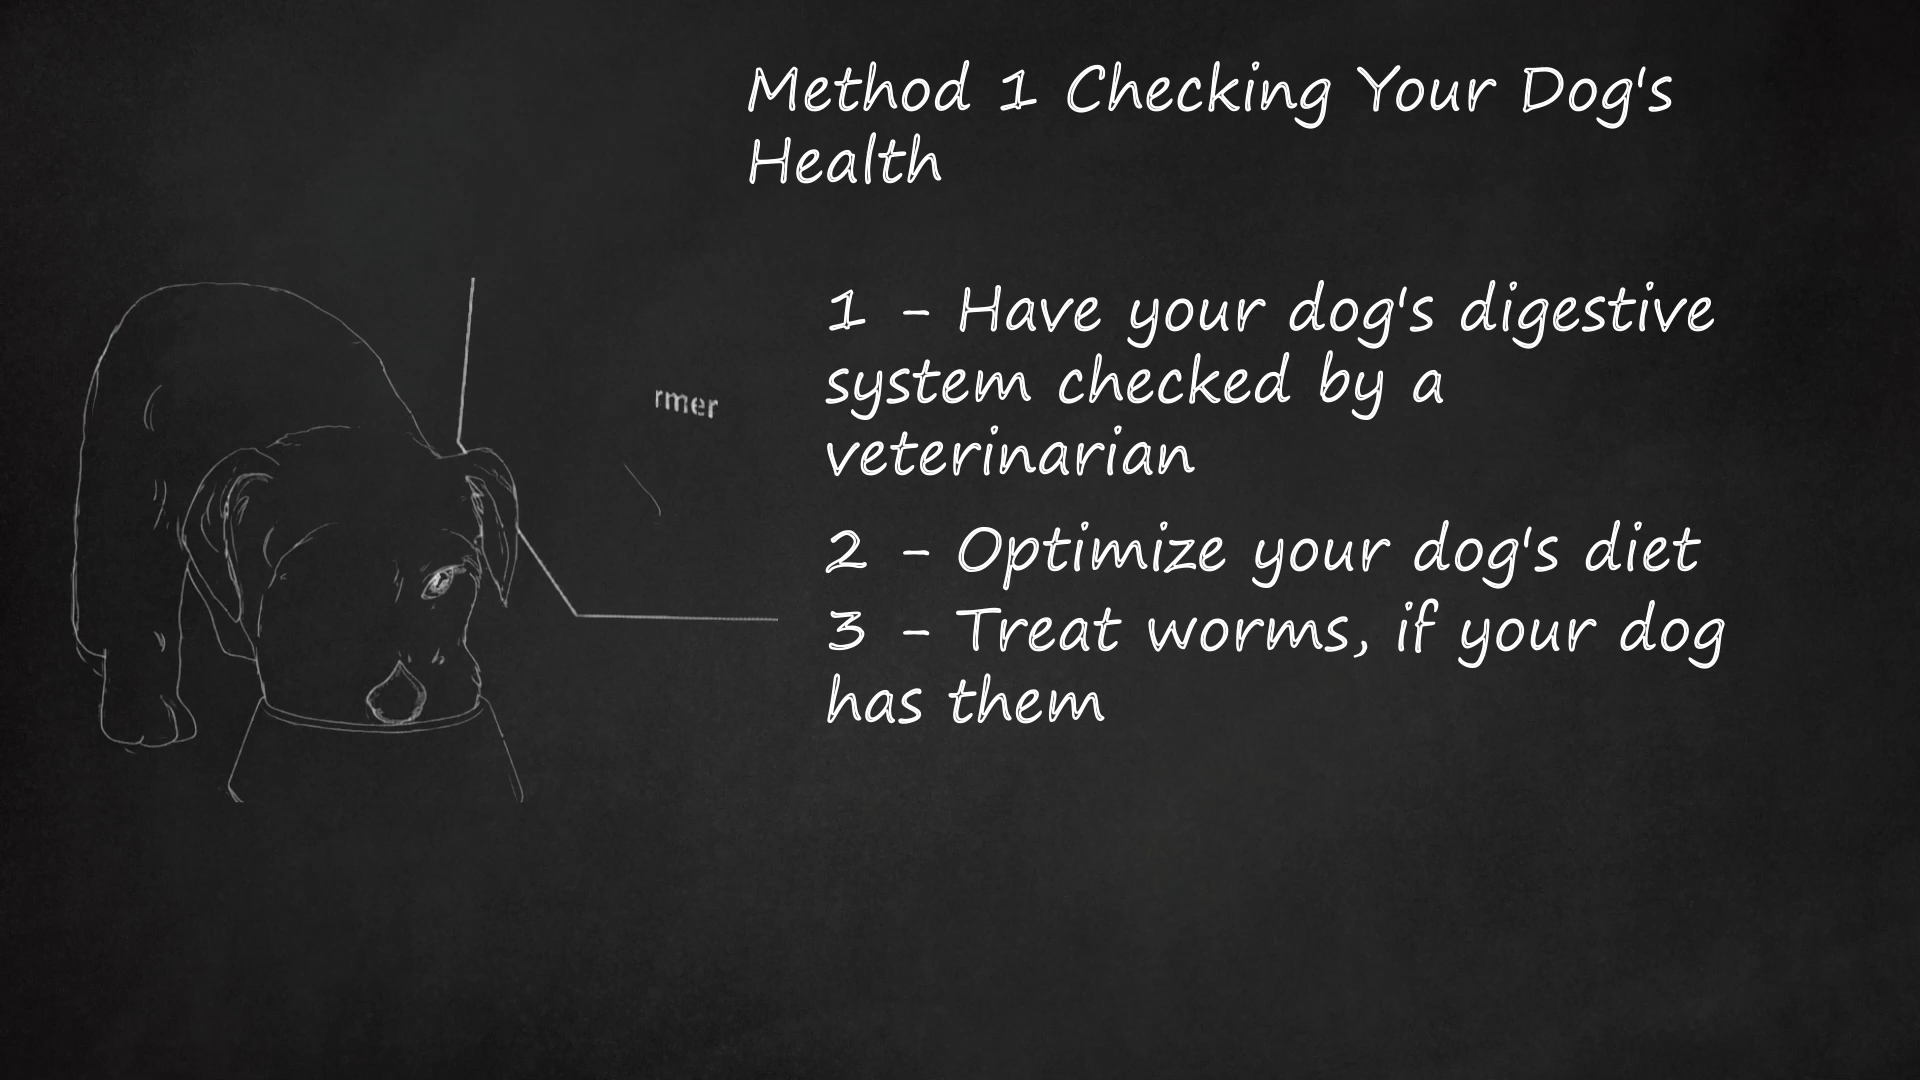 Method 1 Checking Your Dog's
Health
rmer
1 - Have your dog's digestive
system checked by a
veterinarian
2 - Optimize your dog's diet
3 - Treat worms, if your dog
has them